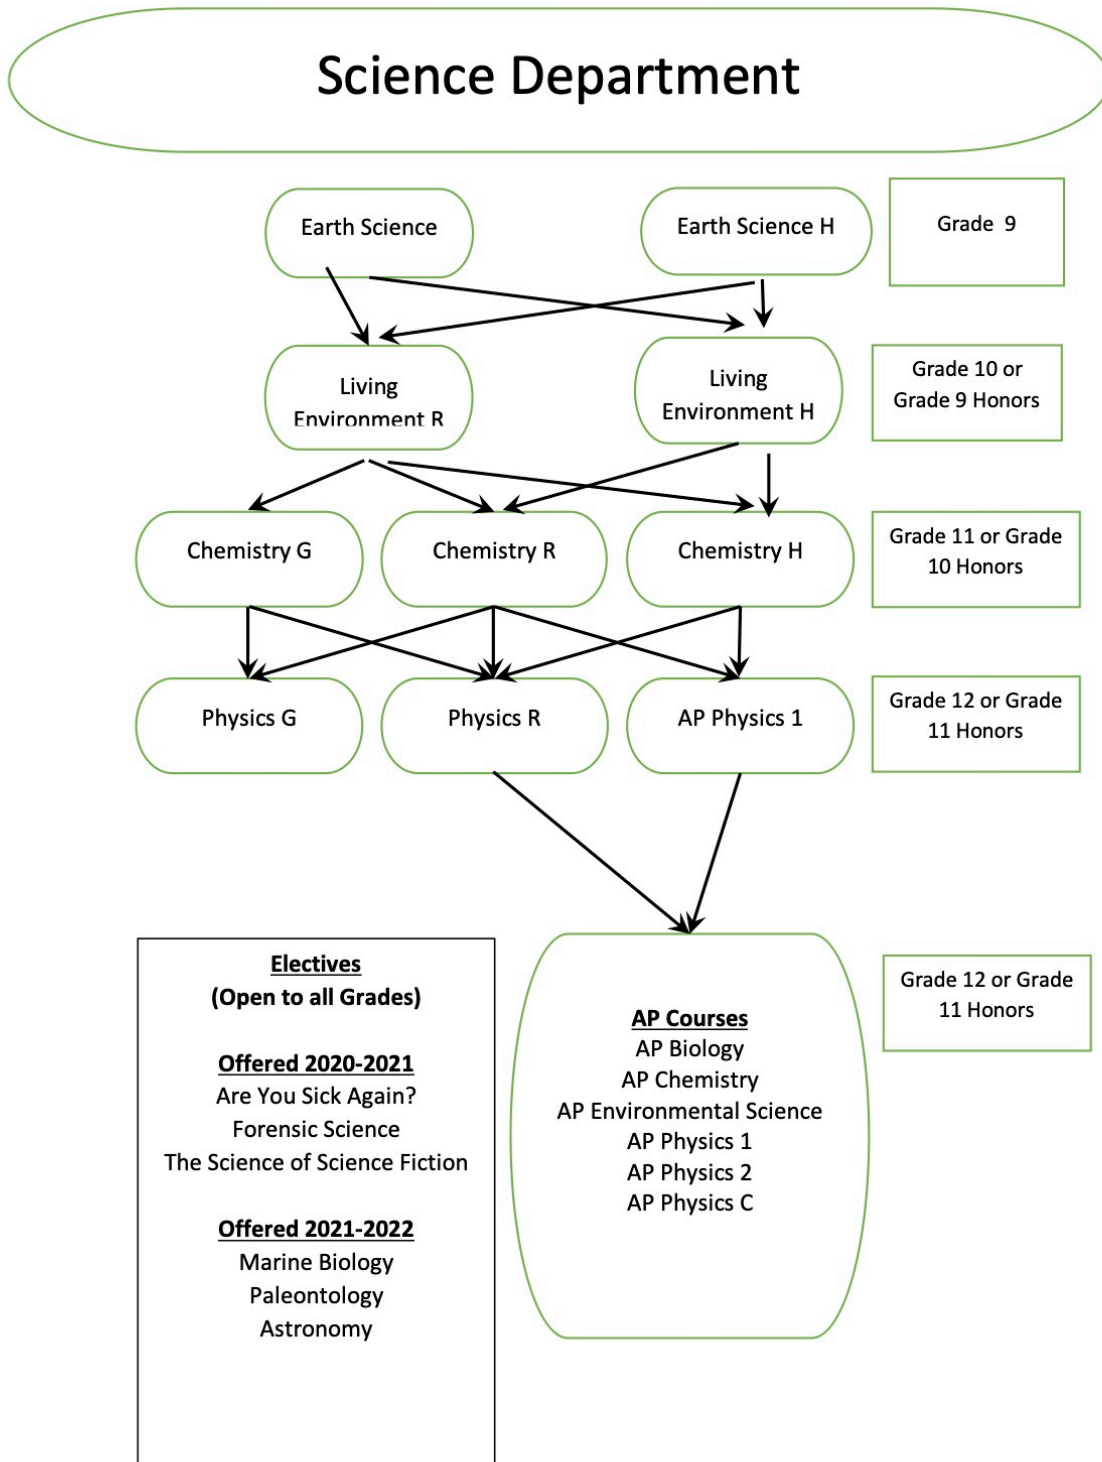 Science Department
Earth Science
Earth Science H
Grade 9
Living
Environment R
Living
Environment H
Grade 10 or
Grade 9 Honors
Chemistry G
Chemistry R
Chemistry H
Grade 11 or Grade
10 Honors
Physics G
Physics R
AP Physics 1
Grade 12 or Grade
11 Honors
Electives
(Open to all Grades)
Offered 2020-2021
Are You Sick Again?
Forensic Science
The Science of Science Fiction
Offered 2021-2022
Marine Biology
Paleontology
Astronomy
AP Courses
AP Biology
AP Chemistry
AP Environmental Science
AP Physics 1
AP Physics 2
AP Physics C
Grade 12 or Grade
11 Honors